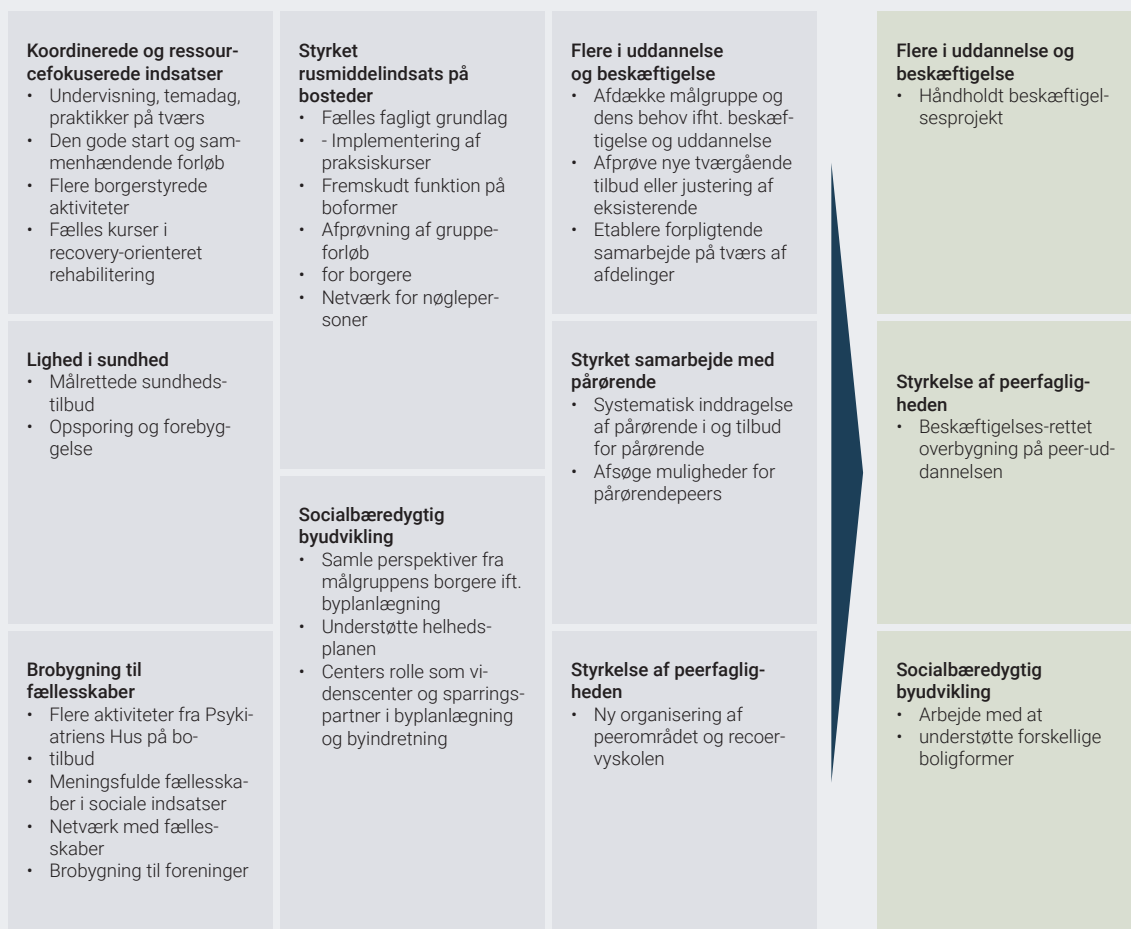 Koordinerede og ressour-
cefokuserede indsatser
• Undervisning, temadag,
praktikker på tværs
• Den gode start og sam-
menhændende forløb
• Flere borgerstyrede
aktiviteter
• Fælles kurser i
recovery-orienteret
rehabilitering
Lighed i sundhed
• Målrettede sundheds-
tilbud
• Opsporing og forebyg-
gelse
Brobygning til
fællesskaber
• Flere aktiviteter fra Psyki-
atriens Hus på bo-
• tilbud
• Meningsfulde fællesska-
ber i sociale indsatser
• Netværk med fælles-
skaber
• Brobygning til foreninger
Styrket
rusmiddelindsats på
bosteder
• Fælles fagligt grundlag
• - Implementering af
praksiskurser
• Fremskudt funktion på
boformer
• Afprøvning af gruppe-
forløb
• for borgere
• Netværk for nøgleper-
soner
Socialbæredygtig
byudvikling
• Samle perspektiver fra
målgruppens borgere ift.
byplanlægning
• Understøtte helheds-
planen
• Centers rolle som vi-
denscenter og sparrings-
partner i byplanlægning
og byindretning
Flere i uddannelse
og beskæftigelse
• Afdække målgruppe og
dens behov ifht. beskæf-
tigelse og uddannelse
• Afprøve nye tværgående
tilbud eller justering af
eksisterende
• Etablere forpligtende
samarbejde på tværs af
afdelinger
Styrket samarbejde med
pårørende
• Systematisk inddragelse
af pårørende i og tilbud
for pårørende
• Afsøge muligheder for
pårørendepeers
Styrkelse af peerfaglig-
heden
• Ny organisering af
peerområdet og recoer-
vyskolen
Flere i uddannelse og
beskæftigelse
• Håndholdt beskæftigel-
sesprojekt
Styrkelse af peerfaglig-
heden
• Beskæftigelses-rettet
overbygning på peer-ud-
dannelsen
Socialbæredygtig
byudvikling
• Arbejde med at
• understøtte forskellige
boligformer